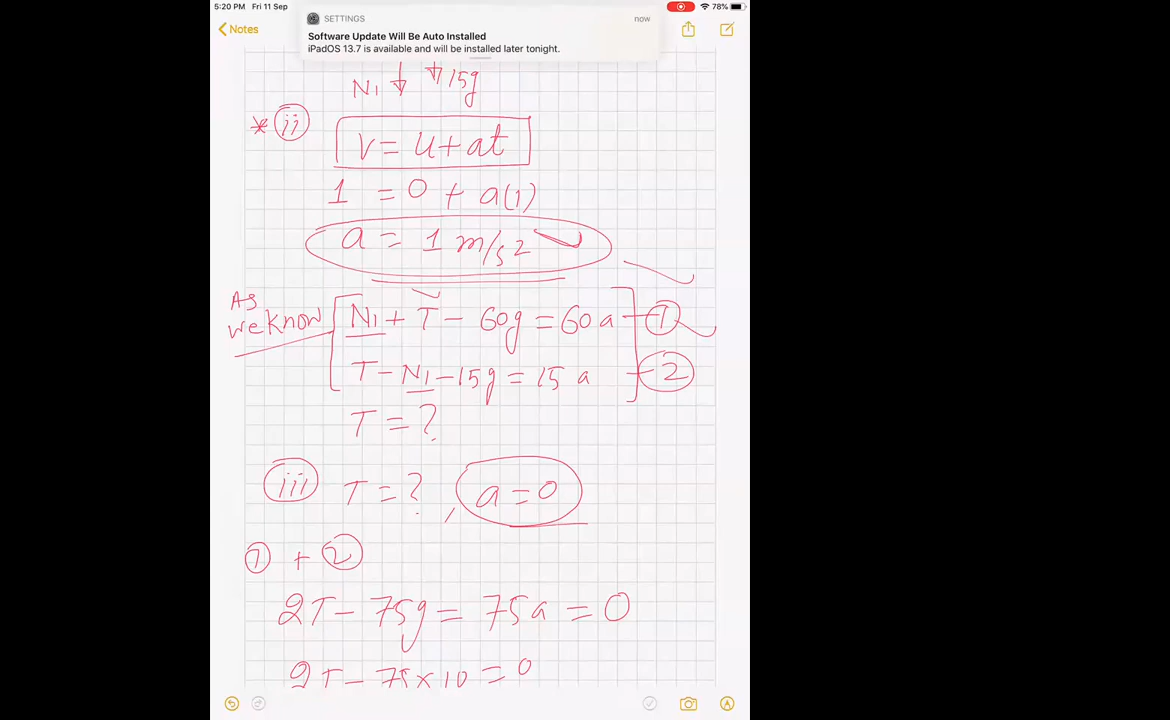 5:20 PM Fri 11 Sep
78%
Notes
SETTINGS
now
Software Update Will Be Auto Installed
iPadOS 13.7 is available and will be installed later tonight.
N1 15g
* ii
v = u + at
1 = 0 + a(1)
a = 1 m/s2
As
we know
N1 + T - 60g = 60a - 1
T - N1 - 15g = 15a - 2
T = ?
iii T = ? , a = 0
1 + 2
2T - 75g = 75a = 0
2T - 75 × 10 = 0